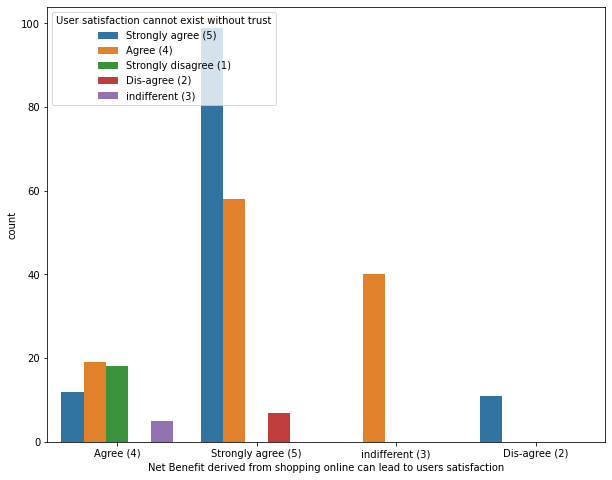 User satisfaction cannot exist without trust
Strongly agree (5)
Agree (4)
Strongly disagree (1)
Dis-agree (2)
indifferent (3)
100
80
60
40
20
0
count
Agree (4)
Strongly agree (5)
indifferent (3)
Dis-agree (2)
Net Benefit derived from shopping online can lead to users satisfaction